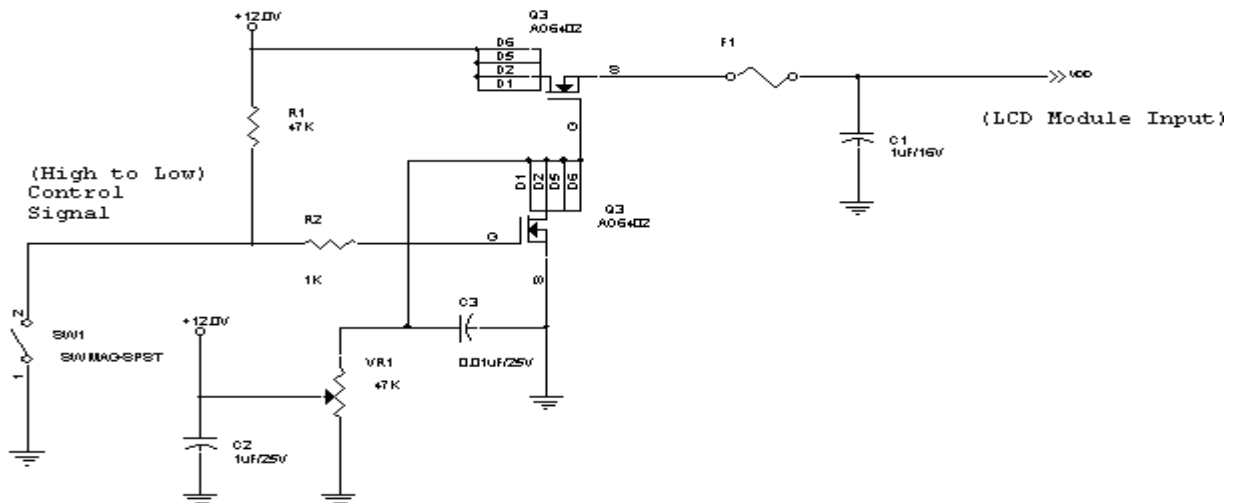 +12.0V
Q3
AO6402
F1
D6
D5
D2
D1
S
VDD
R1
47K
G
(LCD Module Input)
C1
1uF/16V
(High to Low)
Control
Signal
D1
D2
D5
D6
Q3
AO6402
R2
G
1K
S
C3
2
+12.0V
SW1
SW MAG-SPST
VR1
0.01uF/25V
47K
1
C2
1uF/25V